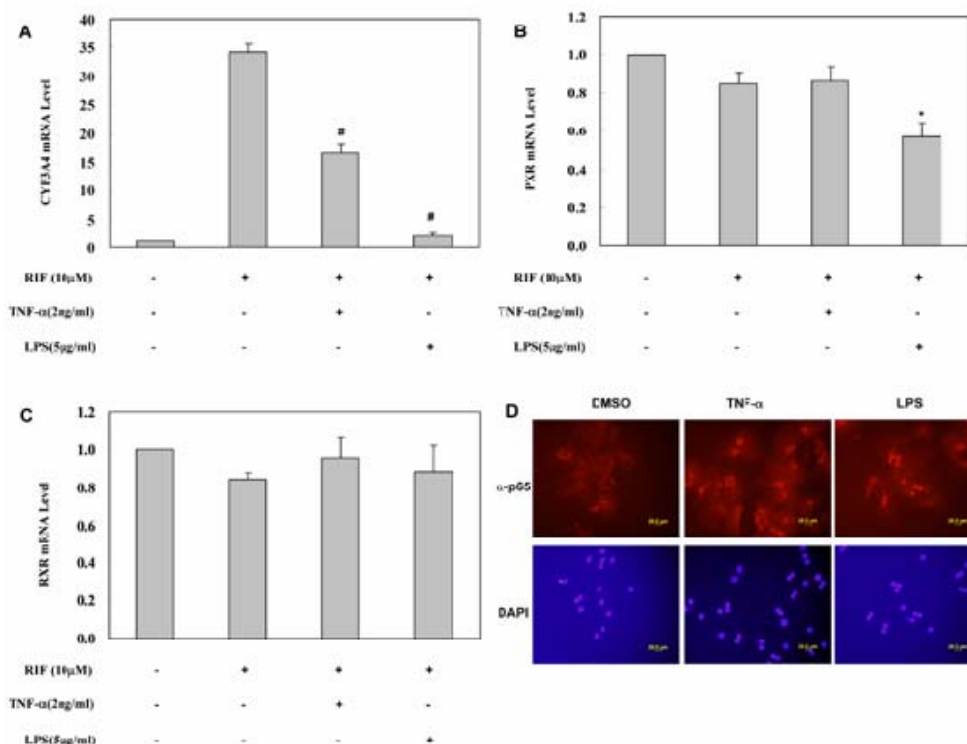 A
CYP3A4 mRNA Level
40
35
30
25
20
15
10
5
0
#
#
RIF (10μM) - + + +
TNF-α(2ng/ml) - - + -
LPS(5μg/ml) - - - +
B
PXR mRNA Level
1.2
1.0
0.8
0.6
0.4
0.2
0.0
*
RIF (10μM) - + + +
TNF-α(2ng/ml) - - + -
LPS(5μg/ml) - - - +
C
RXR mRNA Level
1.2
1.0
0.8
0.6
0.4
0.2
0.0
RIF (10μM) - + + +
TNF-α(2ng/ml) - - + -
LPS(5μg/ml) - - - +
D
DMSO TNF-α LPS
α-p65
DAPI